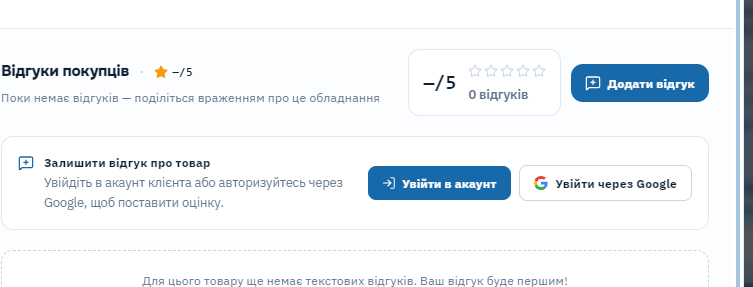 Відгуки покупців · —/5
Поки немає відгуків — поділіться враженням про це обладнання
—/5
0 відгуків
Додати відгук
Залишити відгук про товар
Увійдіть в акаунт клієнта або авторизуйтесь через
Google, щоб поставити оцінку.
Увійти в акаунт
Увійти через Google
Для цього товару ще немає текстових відгуків. Ваш відгук буде першим!